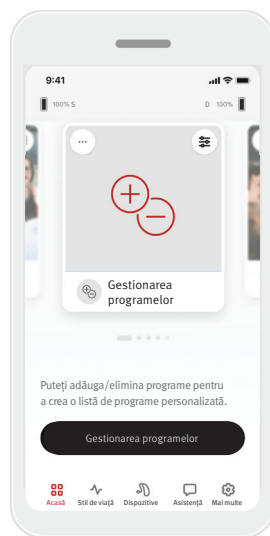 9:41
100% S
D 100%
Gestionarea
programelor
Puteți adăuga/elimina programe pentru
a crea o listă de programe personalizată.
Gestionarea programelor
Acasă Stil de viață Dispozitive Asistență Mai multe